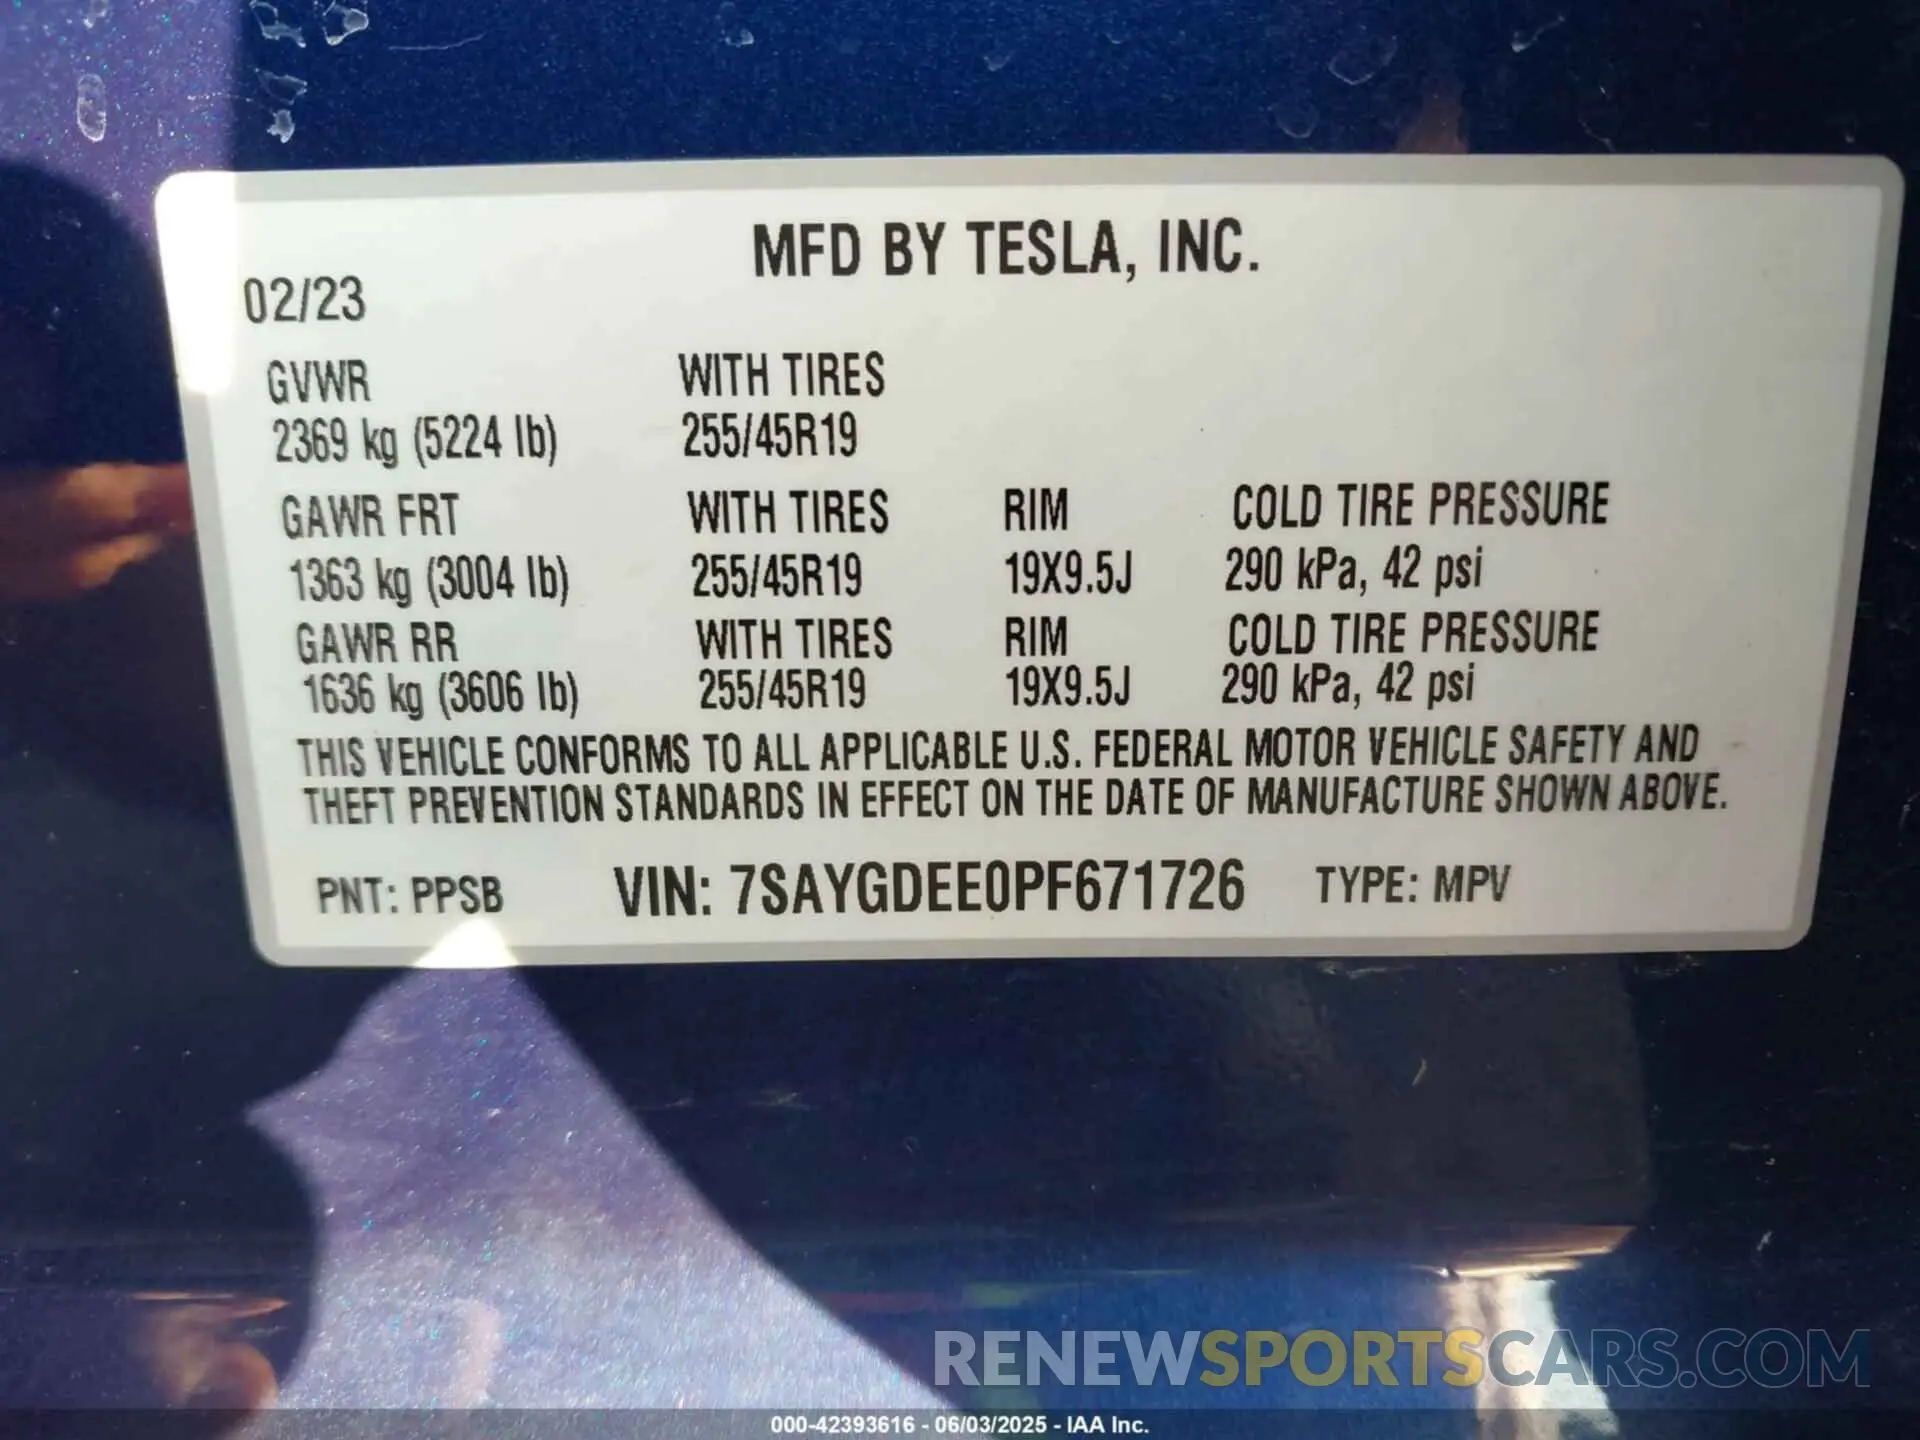 MFD BY TESLA, INC.
02/23
GVWR WITH TIRES
2369 kg (5224 lb) 255/45R19
GAWR FRT WITH TIRES RIM COLD TIRE PRESSURE
1363 kg (3004 lb) 255/45R19 19X9.5J 290 kPa, 42 psi
GAWR RR WITH TIRES RIM COLD TIRE PRESSURE
1636 kg (3606 lb) 255/45R19 19X9.5J 290 kPa, 42 psi
THIS VEHICLE CONFORMS TO ALL APPLICABLE U.S. FEDERAL MOTOR VEHICLE SAFETY AND
THEFT PREVENTION STANDARDS IN EFFECT ON THE DATE OF MANUFACTURE SHOWN ABOVE.
PNT: PPSB VIN: 7SAYGDEE0PF671726 TYPE: MPV
RENEWSPORTSCARS.COM
000-42393616 - 06/03/2025 - IAA Inc.